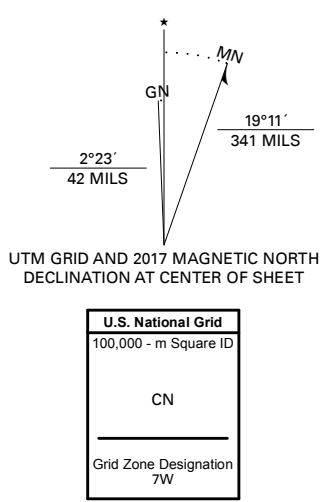 ★
MN
GN
19°11´
341 MILS
2°23´
42 MILS
UTM GRID AND 2017 MAGNETIC NORTH
DECLINATION AT CENTER OF SHEET
U.S. National Grid
100,000 - m Square ID
CN
Grid Zone Designation
7W